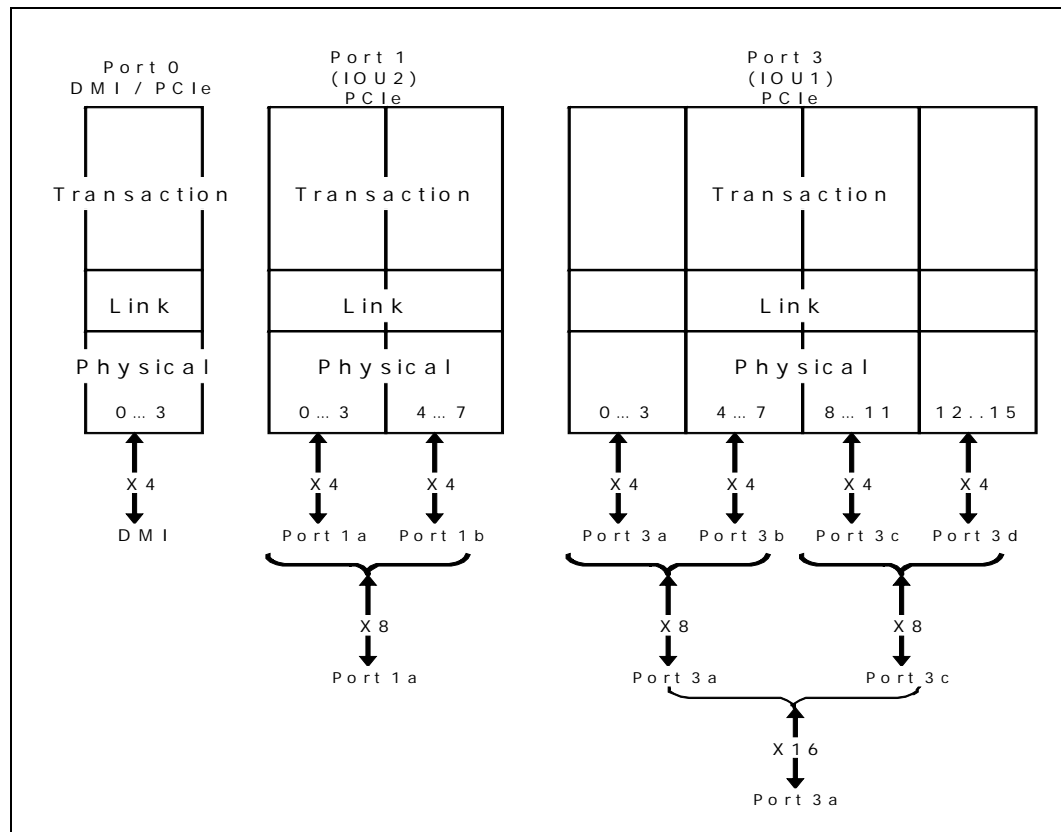 Port 0
DMI / PCIe
Port 1
(IOU2)
PCIe
Port 3
(IOU1)
PCIe
Transaction
Transaction
Transaction
Link
Link
Link
Physical
Physical
Physical
0...3
0...3
4...7
0...3
4...7
8...11
12..15
X4
X4
X4
X4
X4
X4
X4
DMI
Port 1a
Port 1b
Port 3a
Port 3b
Port 3c
Port 3d
X8
X8
X8
Port 1a
Port 3a
Port 3c
X16
Port 3a